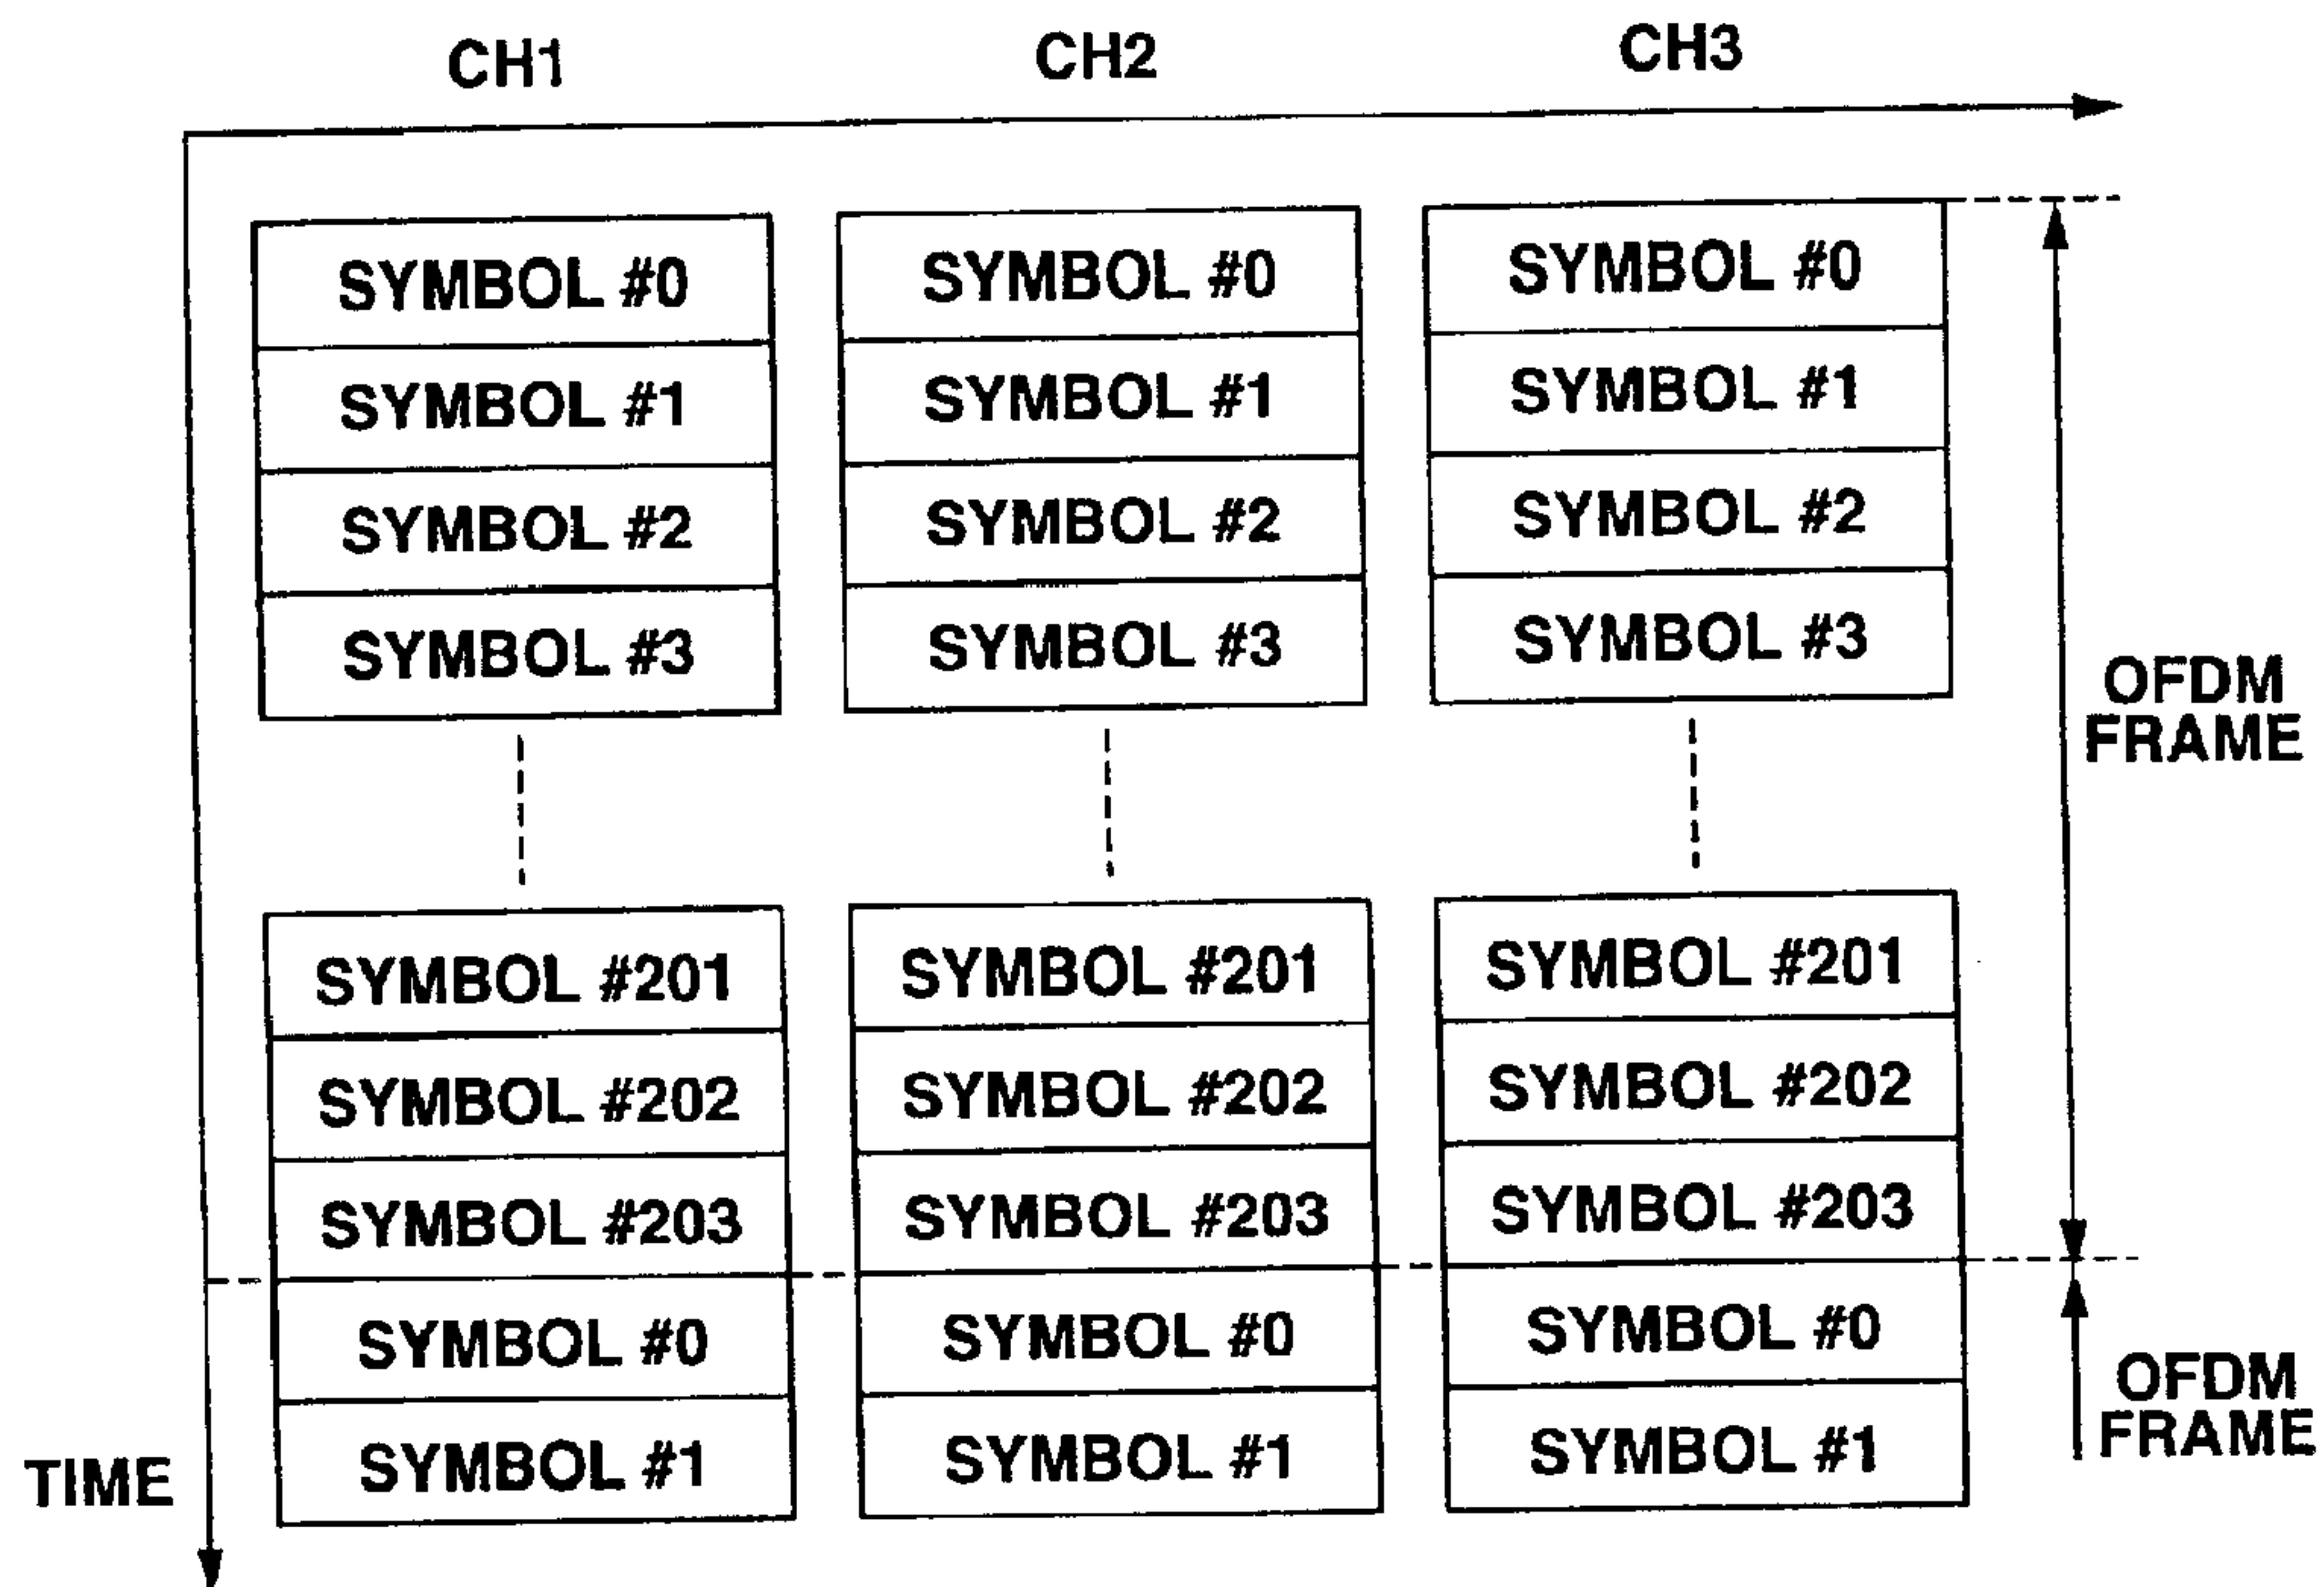 CH1 CH2 CH3
SYMBOL #0 SYMBOL #0 SYMBOL #0
SYMBOL #1 SYMBOL #1 SYMBOL #1
SYMBOL #2 SYMBOL #2 SYMBOL #2
SYMBOL #3 SYMBOL #3 SYMBOL #3
OFDM
FRAME
SYMBOL #201 SYMBOL #201 SYMBOL #201
SYMBOL #202 SYMBOL #202 SYMBOL #202
SYMBOL #203 SYMBOL #203 SYMBOL #203
SYMBOL #0 SYMBOL #0 SYMBOL #0
OFDM
FRAME
SYMBOL #1 SYMBOL #1 SYMBOL #1
TIME